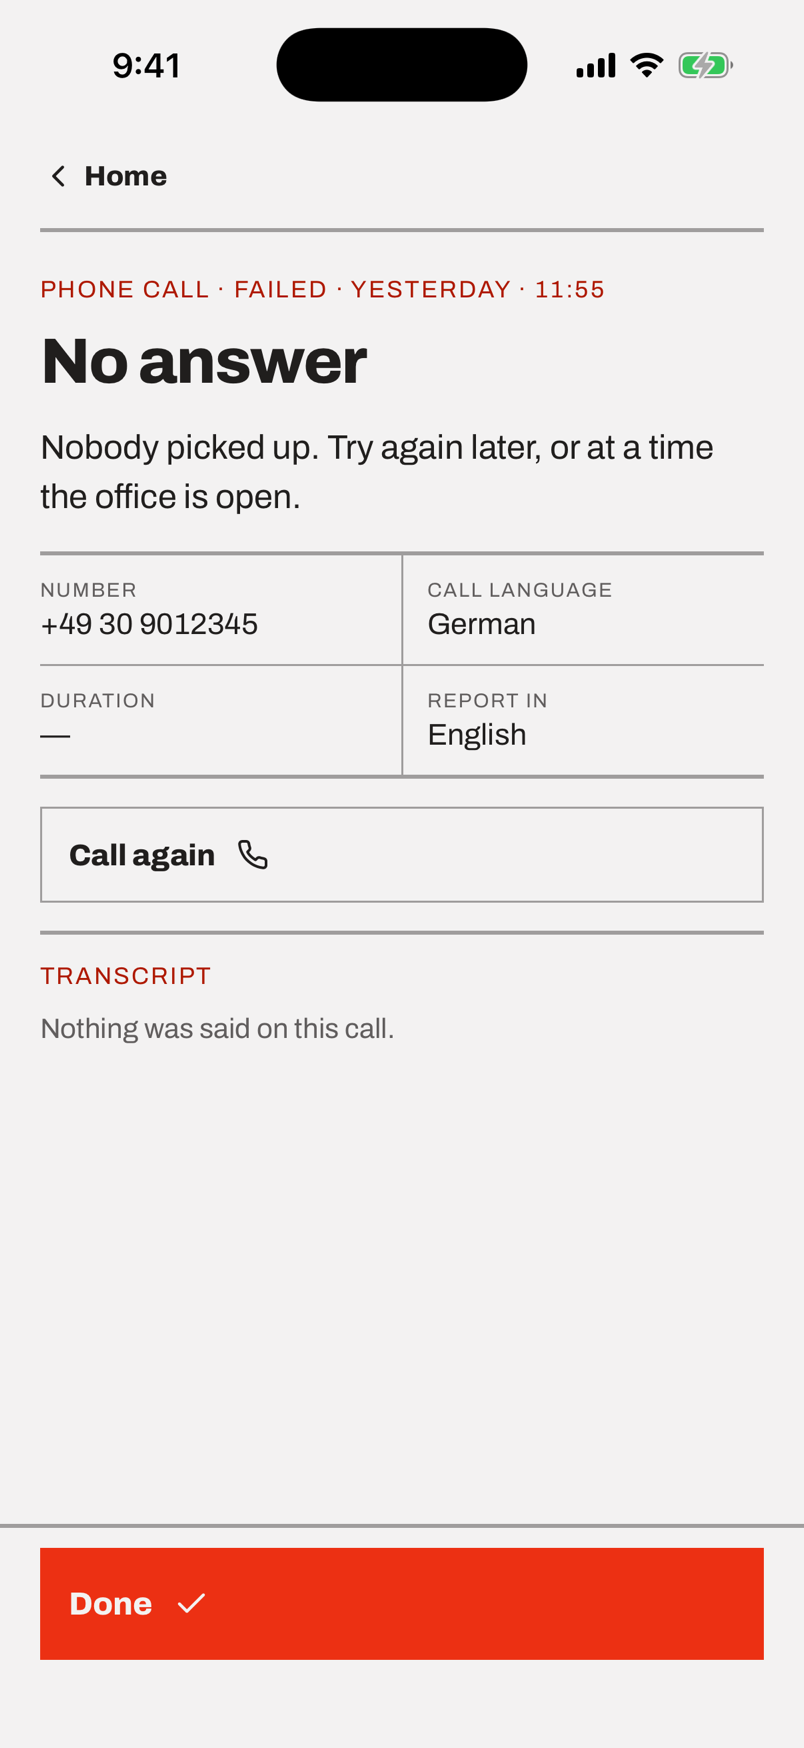 9:41
Home
PHONE CALL · FAILED · YESTERDAY · 11:55
No answer
Nobody picked up. Try again later, or at a time
the office is open.
NUMBER
+49 30 9012345
CALL LANGUAGE
German
DURATION
—
REPORT IN
English
Call again
TRANSCRIPT
Nothing was said on this call.
Done